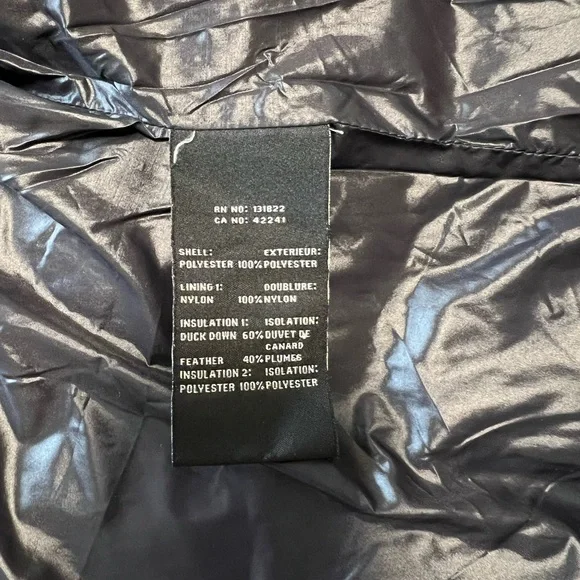 RN NO: 131822
CA NO: 42241
SHELL: EXTERIEUR:
POLYESTER 100% POLYESTER
LINING 1: DOUBLURE:
NYLON 100% NYLON
INSULATION 1: ISOLATION:
DUCK DOWN 60% DUVET DE
CANARD
FEATHER 40% PLUMES
INSULATION 2: ISOLATION:
POLYESTER 100% POLYESTER